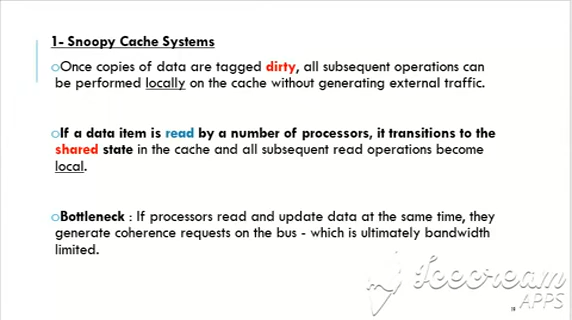 1- Snoopy Cache Systems
Once copies of data are tagged dirty, all subsequent operations can
be performed locally on the cache without generating external traffic.
If a data item is read by a number of processors, it transitions to the
shared state in the cache and all subsequent read operations become
local.
Bottleneck : If processors read and update data at the same time, they
generate coherence requests on the bus - which is ultimately bandwidth
limited.
Icecream
APPS